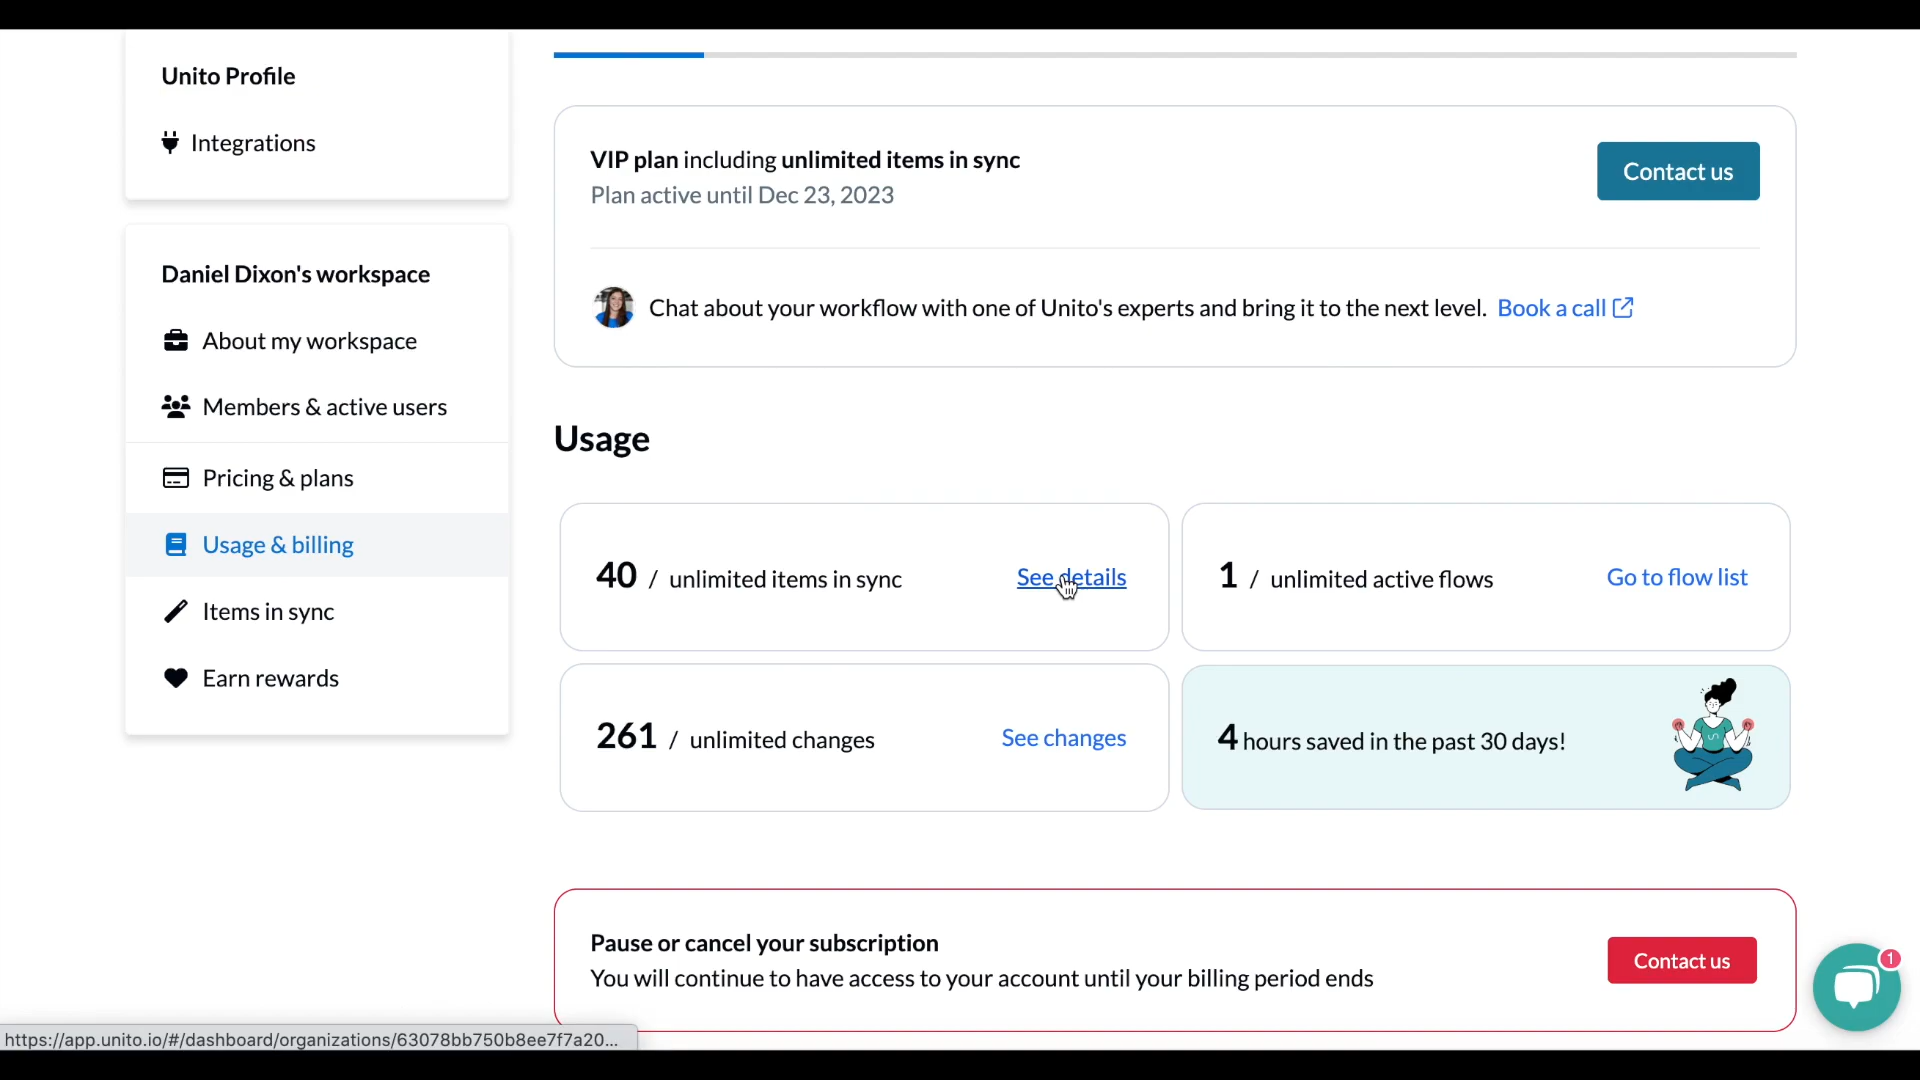 Unito Profile
Integrations
Daniel Dixon's workspace
About my workspace
Members & active users
Pricing & plans
Usage & billing
Items in sync
Earn rewards
VIP plan including unlimited items in sync
Plan active until Dec 23, 2023
Contact us
Chat about your workflow with one of Unito's experts and bring it to the next level. Book a call
Usage
40 / unlimited items in sync See details
1 / unlimited active flows Go to flow list
261 / unlimited changes See changes
4 hours saved in the past 30 days!
Pause or cancel your subscription
You will continue to have access to your account until your billing period ends
Contact us
1
https://app.unito.io/#/dashboard/organizations/63078bb750b8ee7f7a20...